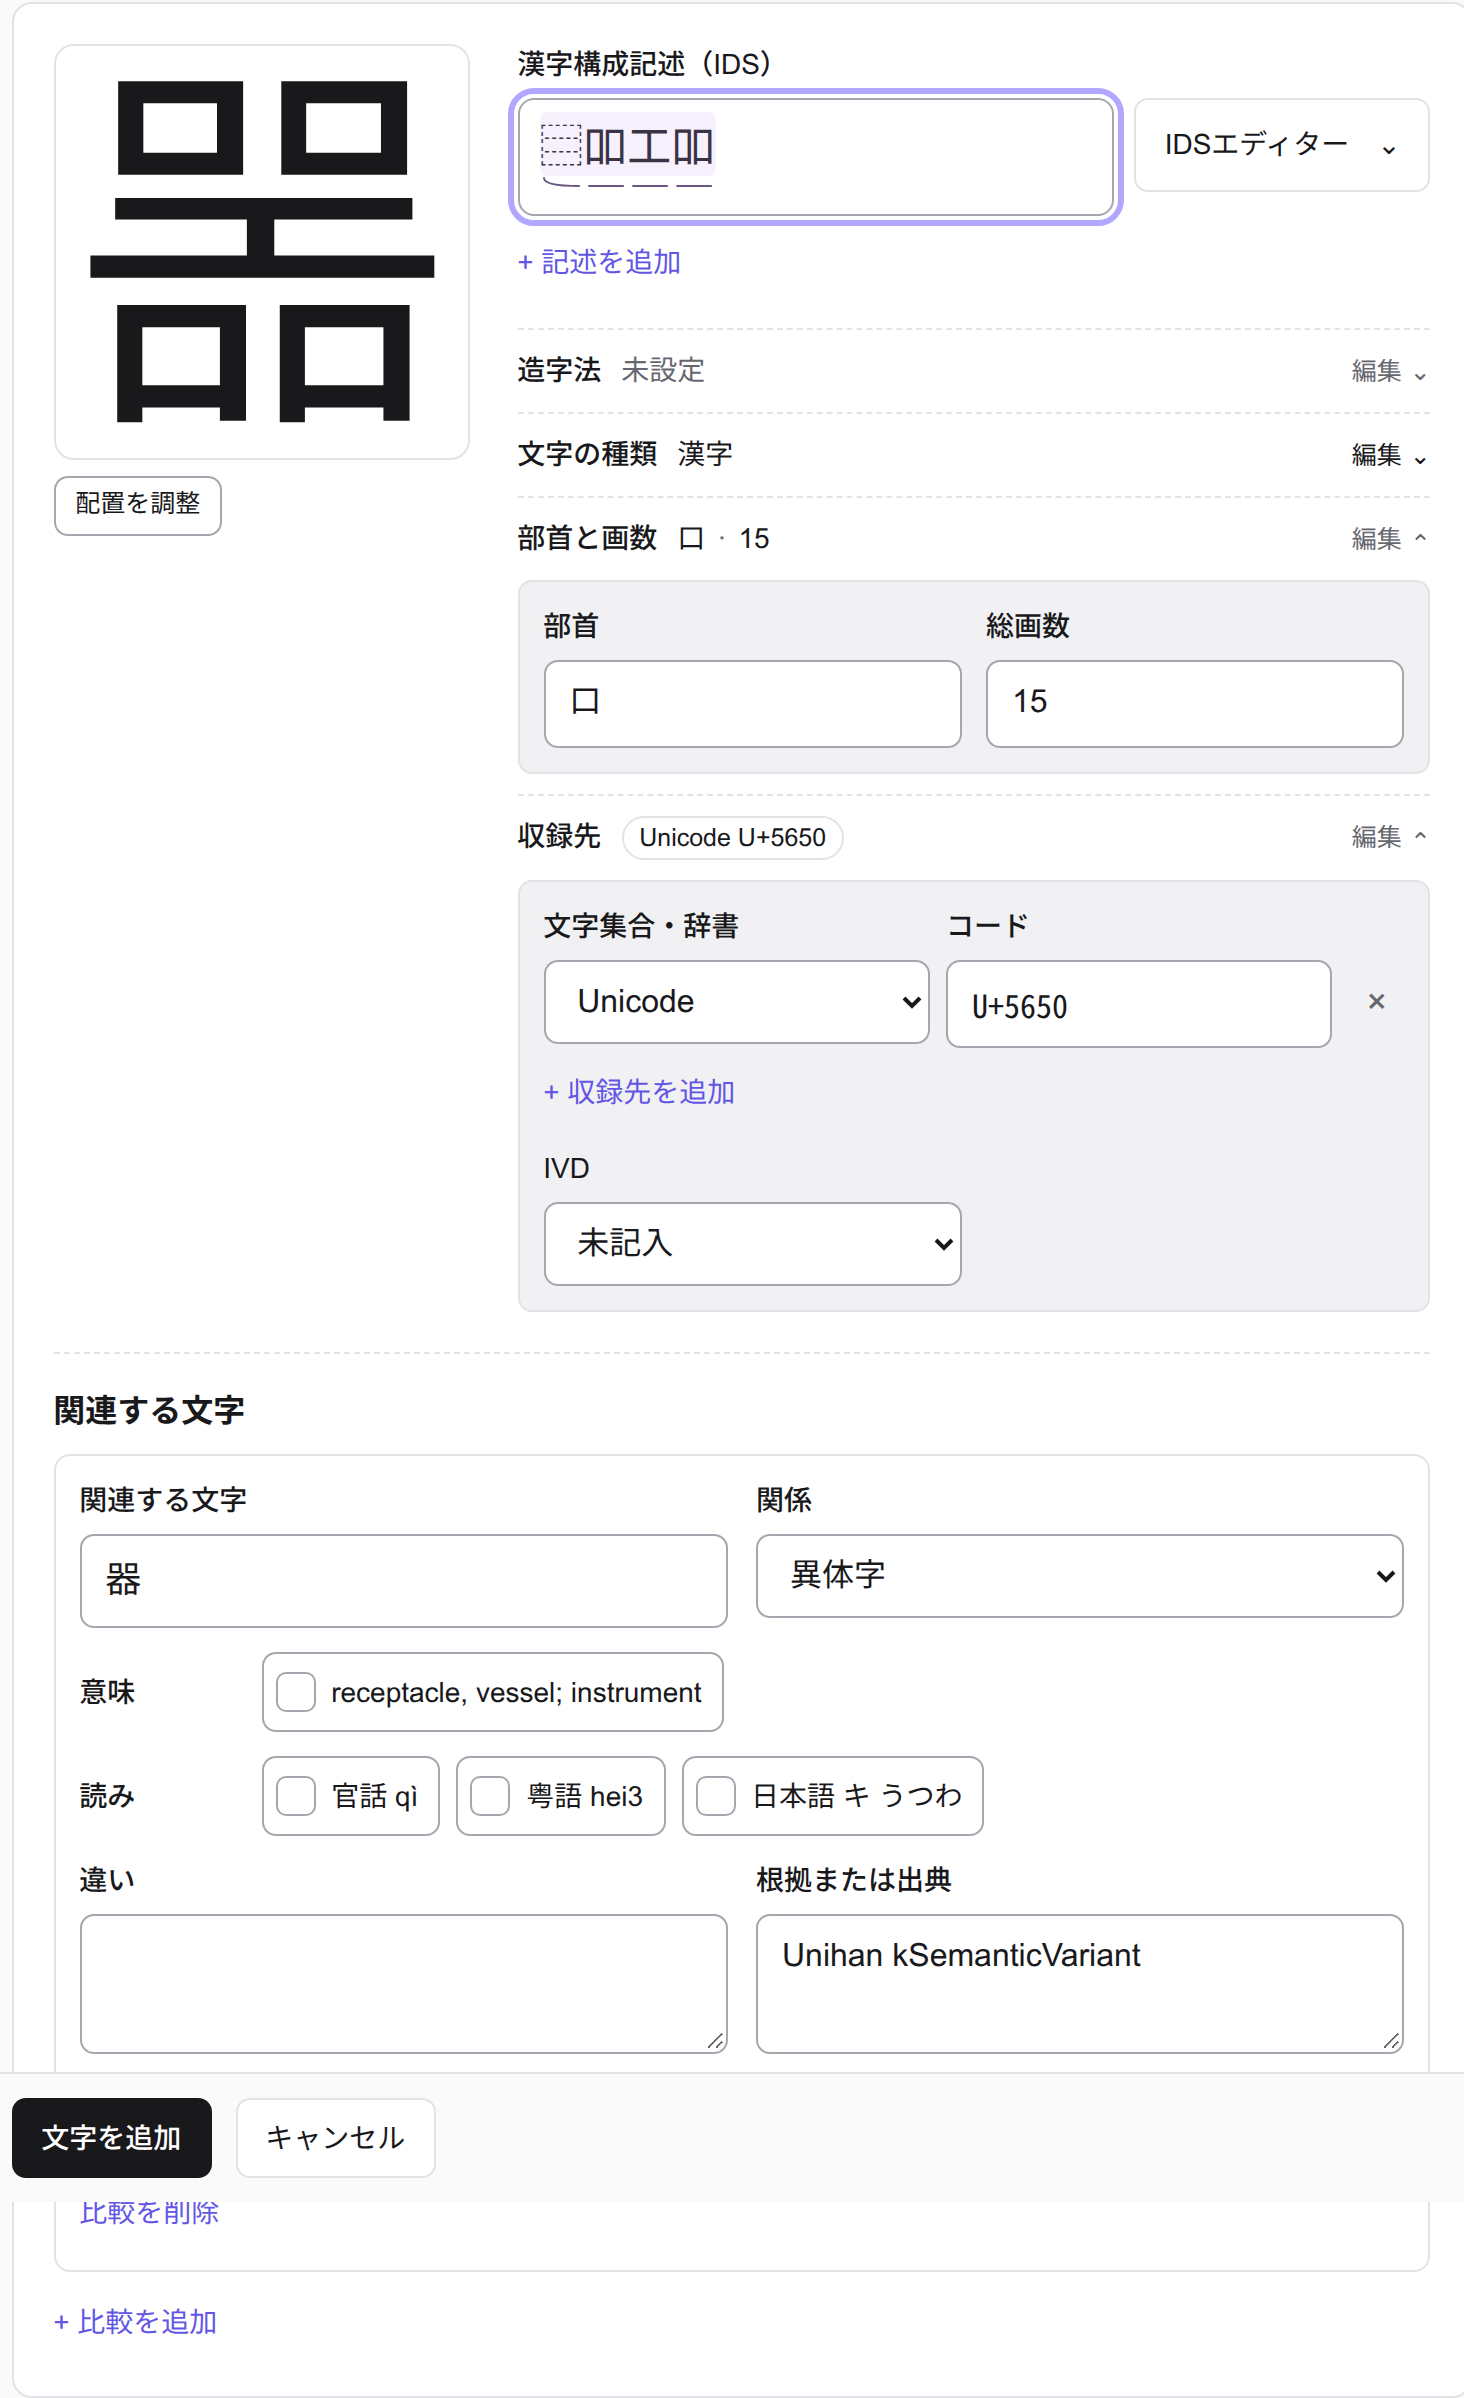 噐
漢字構成記述（IDS）
⿳吅工吅
IDSエディター
+ 記述を追加
造字法 未設定 編集
文字の種類 漢字 編集
部首と画数 口 · 15 編集
部首 総画数
口 15
収録先 Unicode U+5650 編集
文字集合・辞書 コード
Unicode U+5650 ×
+ 収録先を追加
IVD
未記入
配置を調整
関連する文字
関連する文字 関係
器 異体字
意味 receptacle, vessel; instrument
読み 官話 qì 粵語 hei3 日本語 キ うつわ
違い 根拠または出典
Unihan kSemanticVariant
文字を追加 キャンセル
比較を削除
+ 比較を追加